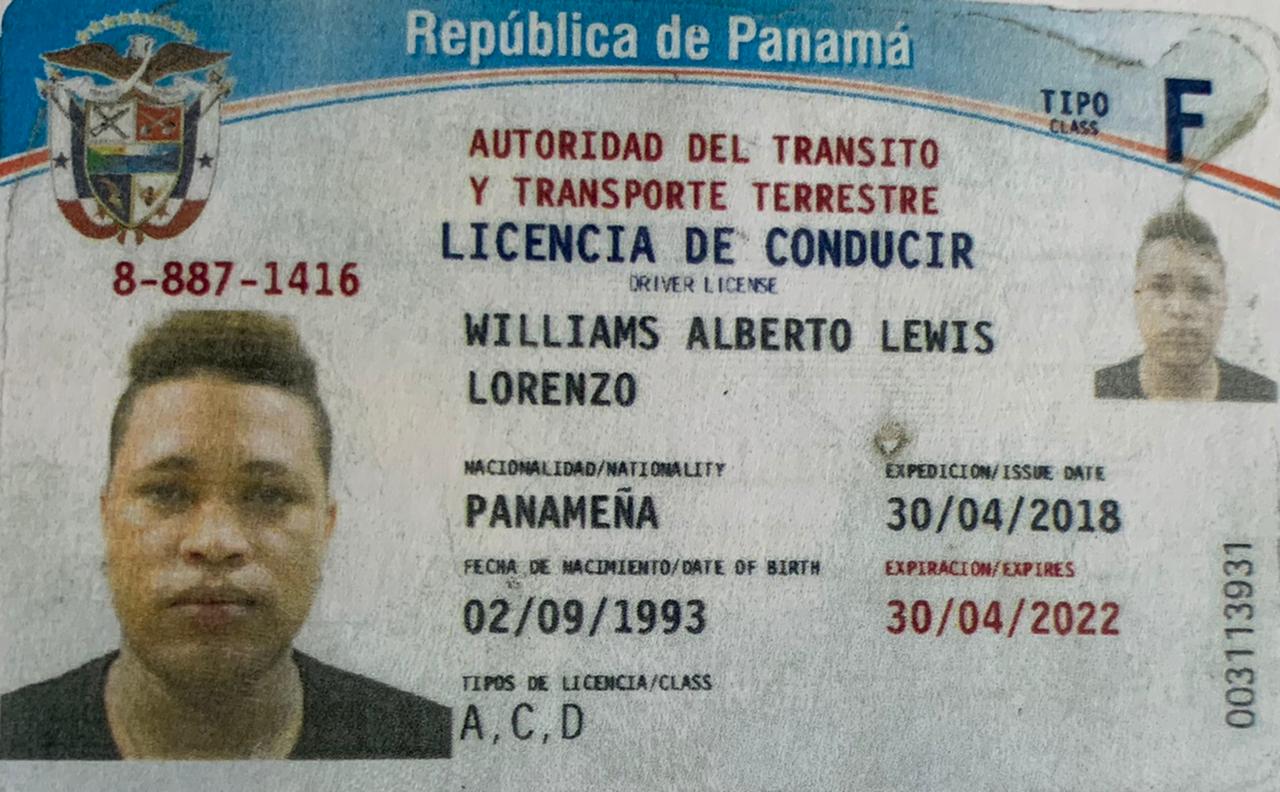 República de Panamá
TIPO
CLASS
F
AUTORIDAD DEL TRANSITO
Y TRANSPORTE TERRESTRE
LICENCIA DE CONDUCIR
DRIVER LICENSE
8-887-1416
WILLIAMS ALBERTO LEWIS
LORENZO
NACIONALIDAD/NATIONALITY
PANAMEÑA
EXPEDICION/ISSUE DATE
30/04/2018
FECHA DE NACIMIENTO/DATE OF BIRTH
02/09/1993
EXPIRACION/EXPIRES
30/04/2022
TIPOS DE LICENCIA/CLASS
A,C,D
003113931